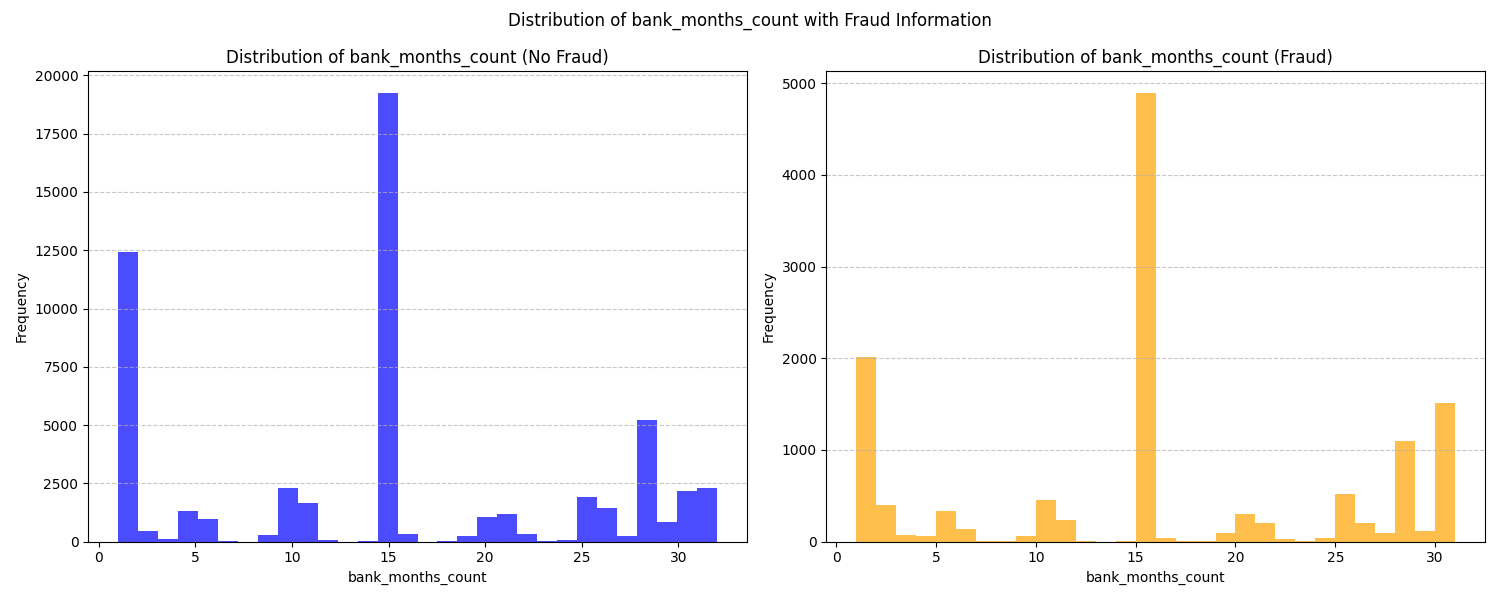 Distribution of bank_months_count with Fraud Information
Distribution of bank_months_count (No Fraud)
Frequency
20000
17500
15000
12500
10000
7500
5000
2500
0
0 5 10 15 20 25 30
bank_months_count
Distribution of bank_months_count (Fraud)
Frequency
5000
4000
3000
2000
1000
0
0 5 10 15 20 25 30
bank_months_count